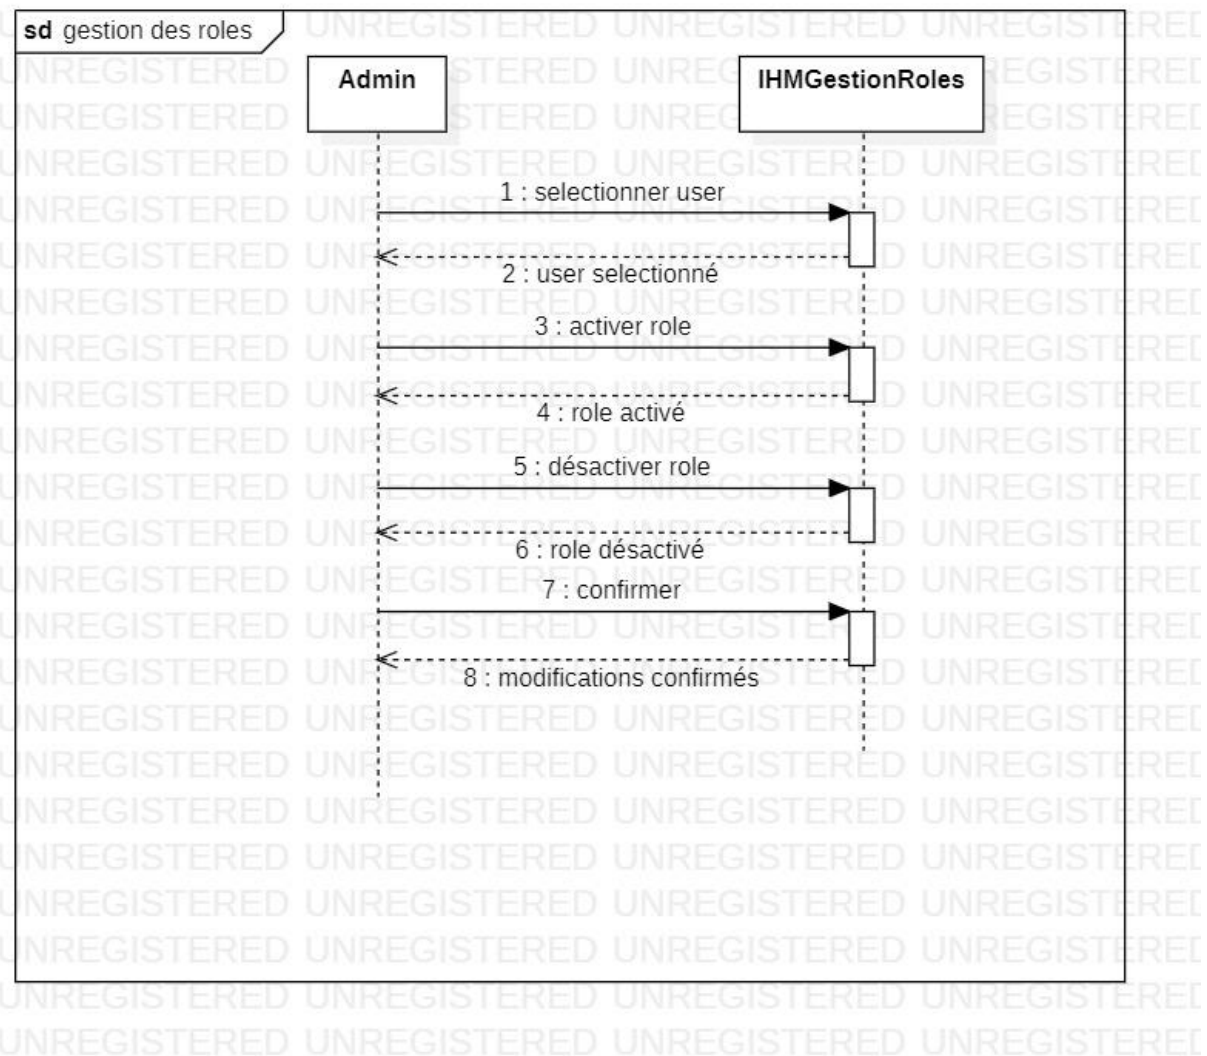 sd gestion des roles
Admin
IHMGestionRoles
1 : selectionner user
2 : user selectionné
3 : activer role
4 : role activé
5 : désactiver role
6 : role désactivé
7 : confirmer
8 : modifications confirmés
UNREGISTERED